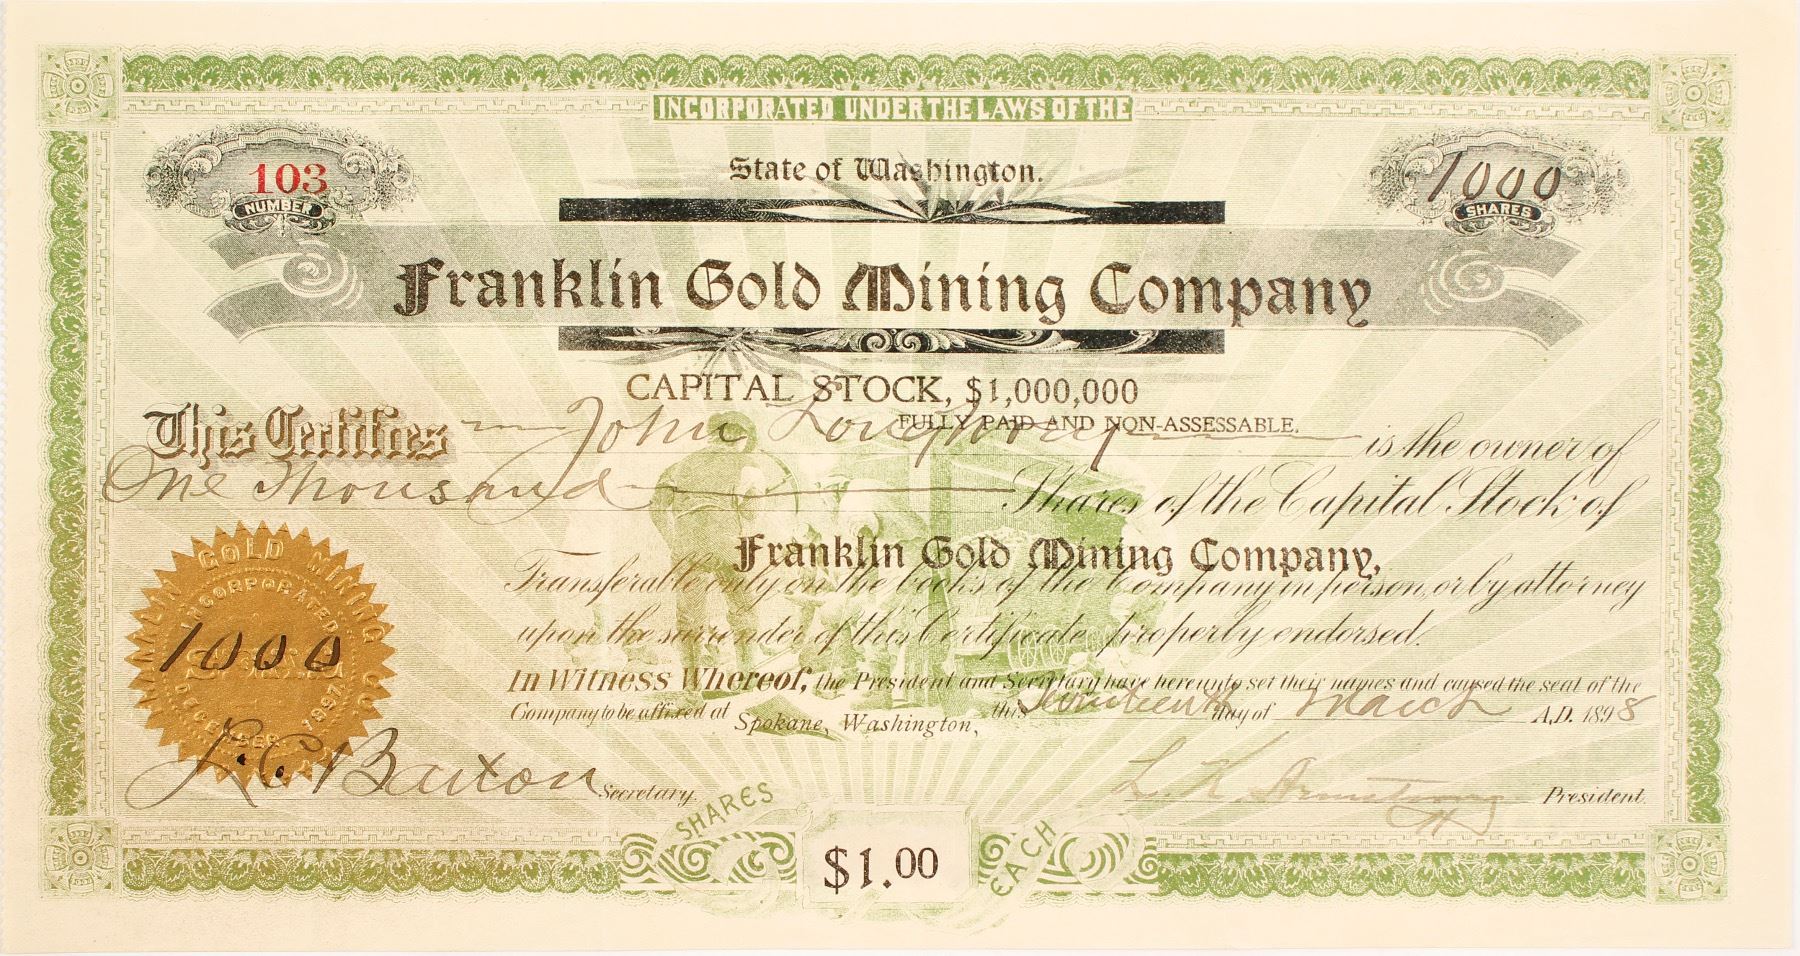 INCORPORATED UNDER THE LAWS OF THE
State of Washington.
103
NUMBER
1000
SHARES
Franklin Gold Mining Company
CAPITAL STOCK, $1,000,000
FULLY PAID AND NON-ASSESSABLE.
This Certifies John is the owner of
One Thousand Shares of the Capital Stock of
Franklin Gold Mining Company,
Transferable only on the books of the Company in person, or by attorney
upon the surrender of this Certificate properly endorsed.
In Witness Whereof, the President and Secretary have hereunto set their names and caused the seal of the
Company to be affixed at Spokane, Washington, this day of March A.D. 1898
FRANKLIN GOLD MINING CO.
INCORPORATED
1000
DECEMBER 1897
L. C. Barton Secretary.
L. K. Armstrong President.
SHARES
$1.00
EACH